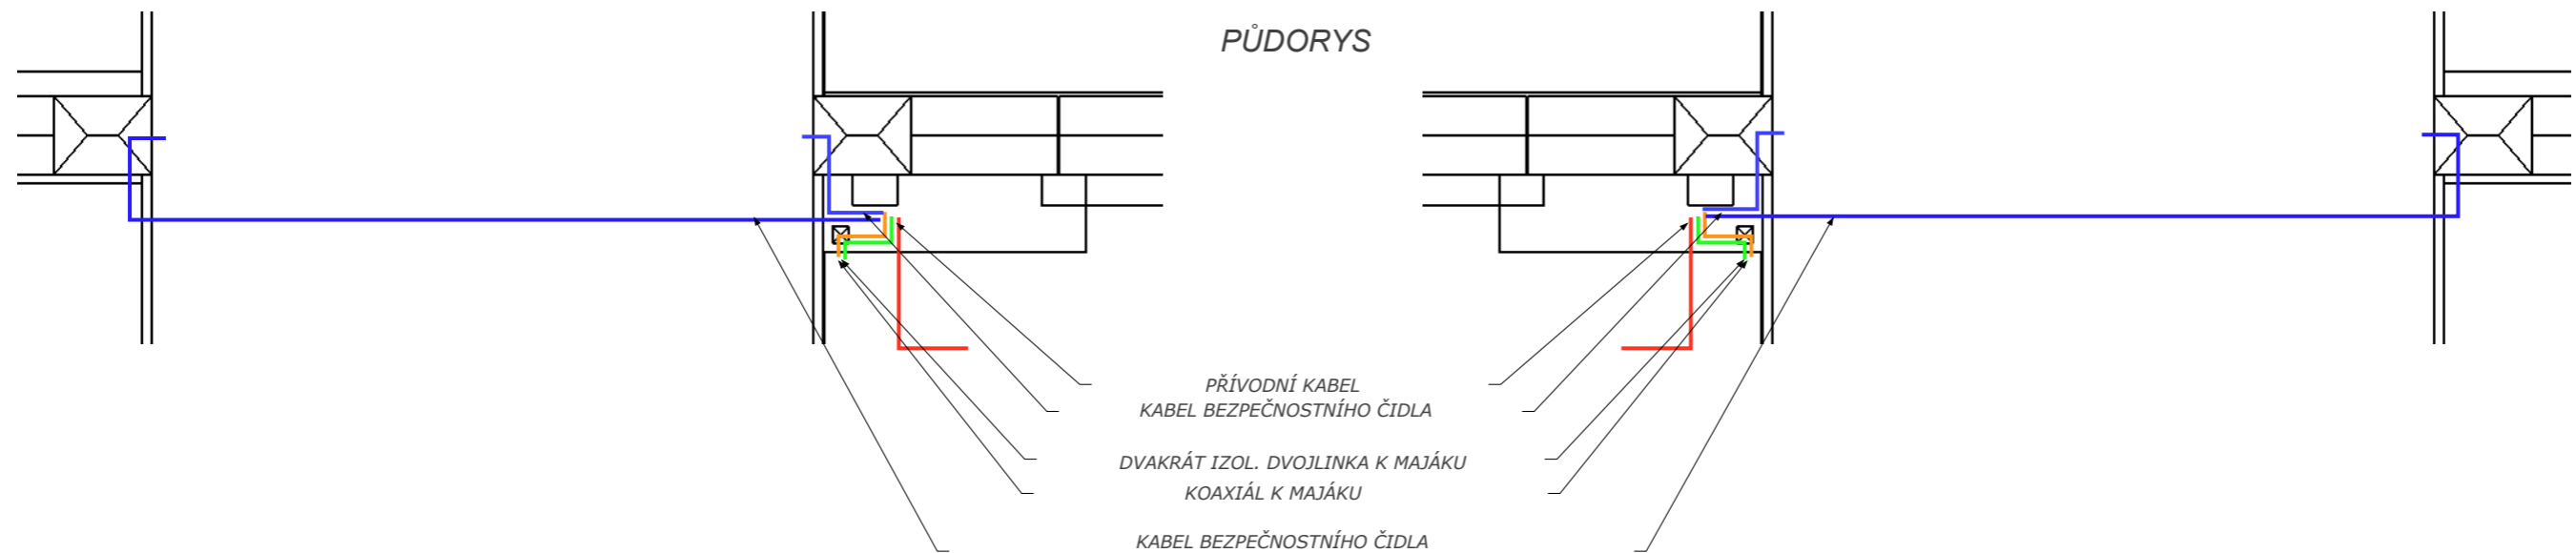 PŮDORYS
PŘÍVODNÍ KABEL
KABEL BEZPEČNOSTNÍHO ČIDLA
DVAKRÁT IZOL. DVOJLINKA K MAJÁKU
KOAXIÁL K MAJÁKU
KABEL BEZPEČNOSTNÍHO ČIDLA